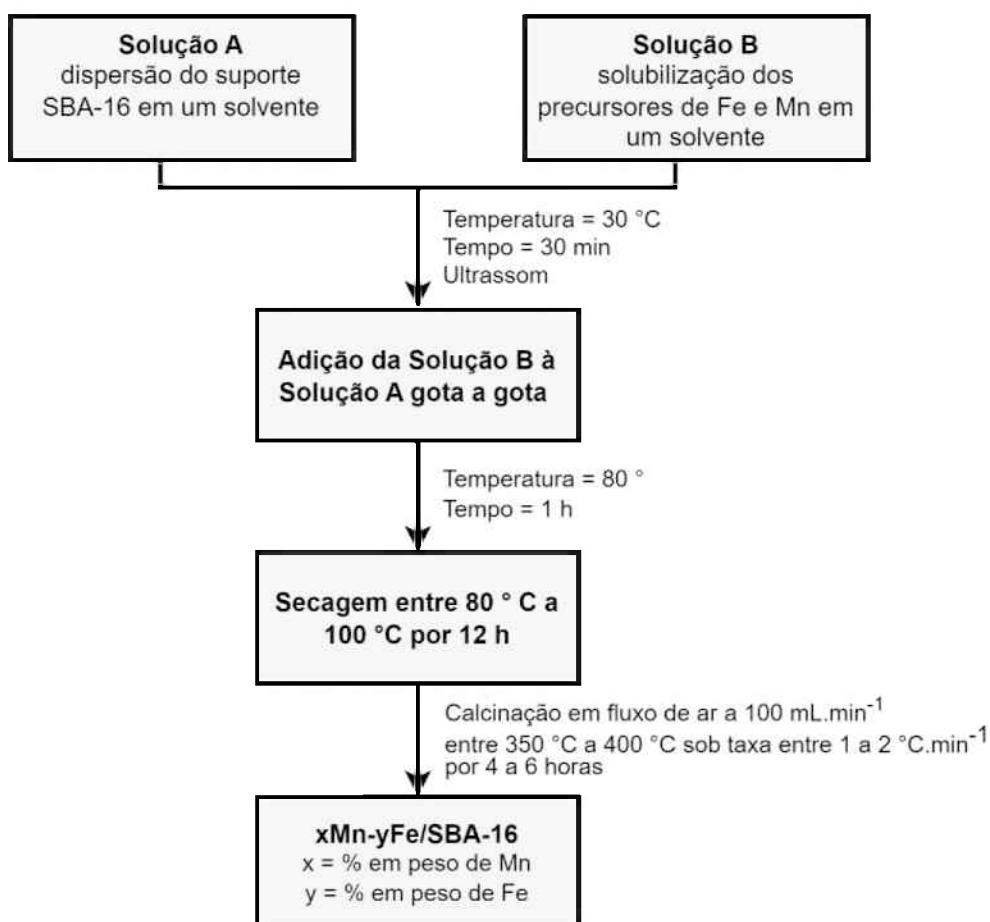 Solução A
dispersão do suporte
SBA-16 em um solvente
Solução B
solubilização dos
precursores de Fe e Mn em
um solvente
Temperatura = 30 °C
Tempo = 30 min
Ultrassom
Adição da Solução B à
Solução A gota a gota
Temperatura = 80 °
Tempo = 1 h
Secagem entre 80 ° C a
100 °C por 12 h
Calcinação em fluxo de ar a 100 mL.min⁻¹
entre 350 °C a 400 °C sob taxa entre 1 a 2 °C.min⁻¹
por 4 a 6 horas
xMn-yFe/SBA-16
x = % em peso de Mn
y = % em peso de Fe